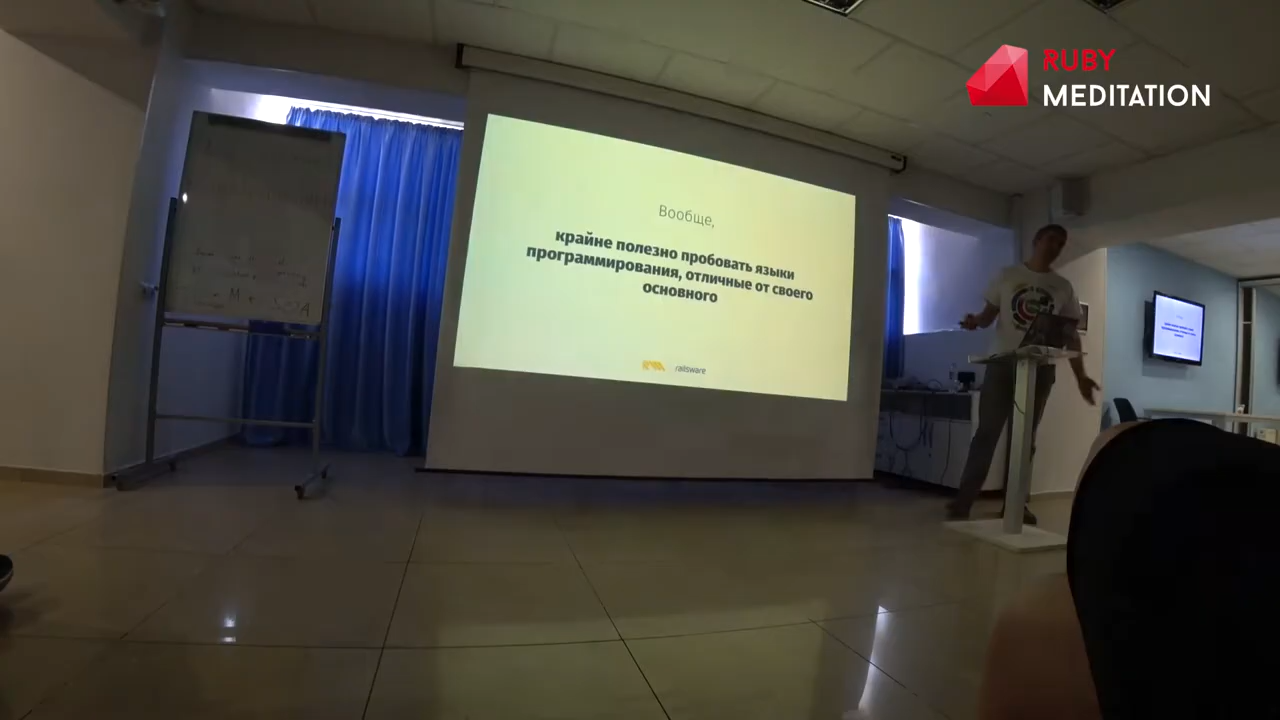 RUBY
MEDITATION
Вообще,
крайне полезно пробовать языки
программирования, отличные от своего
основного
railsware